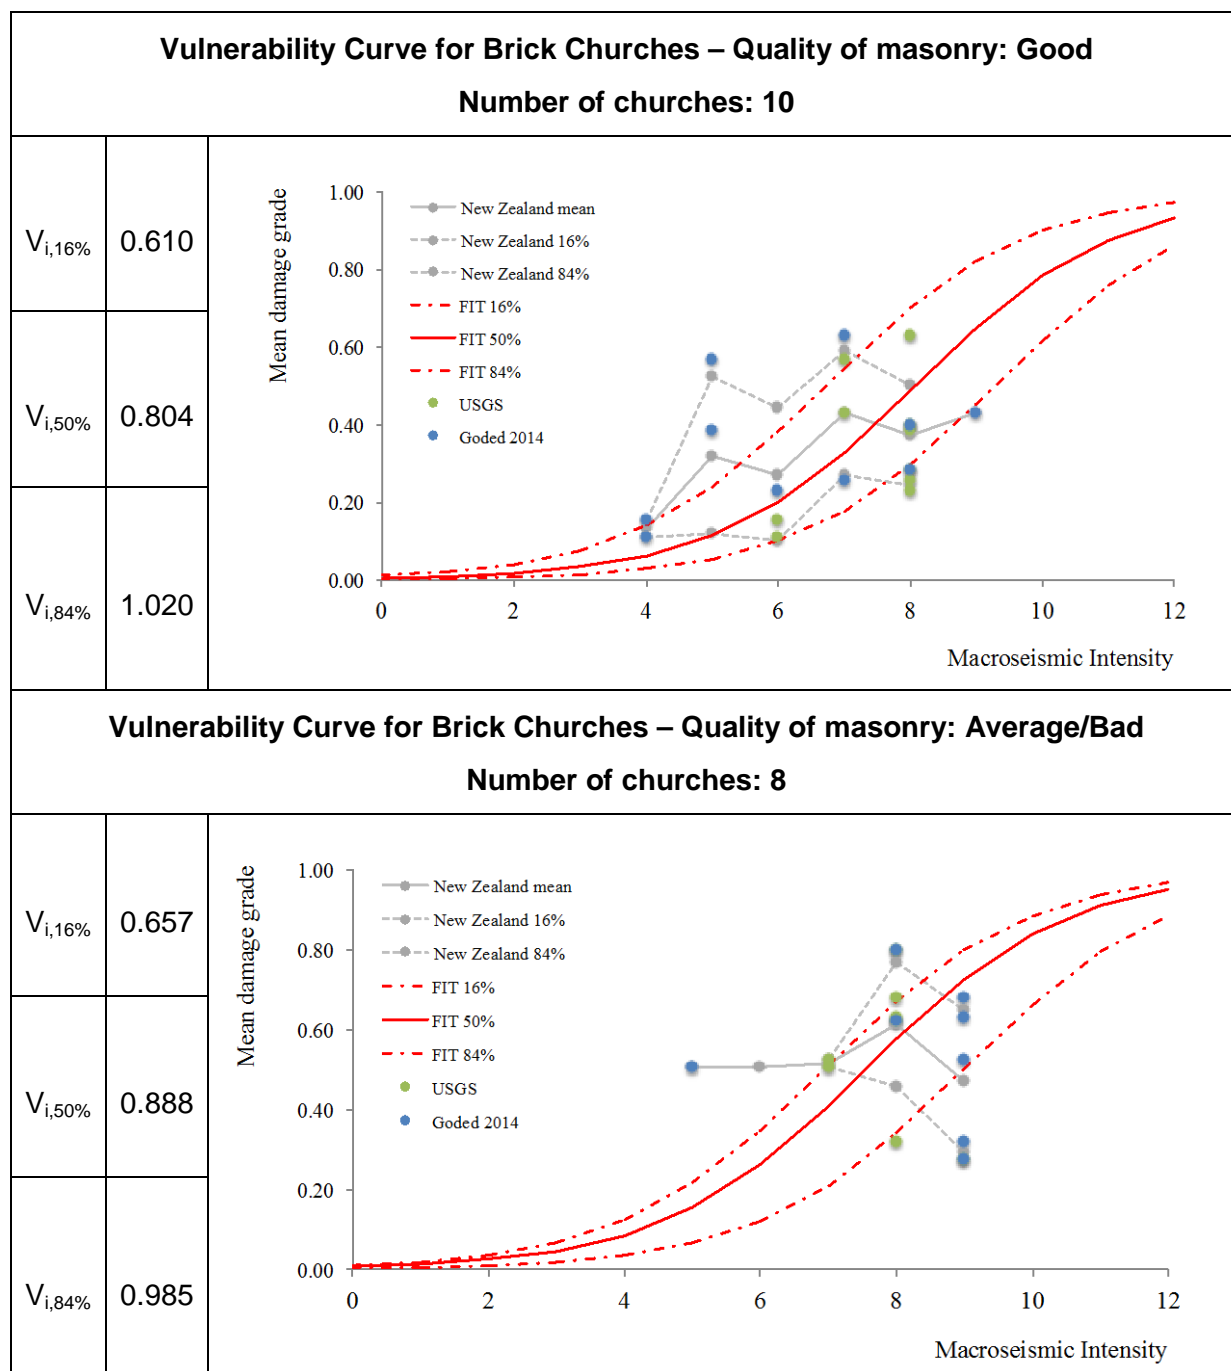 Vulnerability Curve for Brick Churches – Quality of masonry: Good
Number of churches: 10
Vi,16%
0.610
Vi,50%
0.804
Vi,84%
1.020
Mean damage grade
1.00
0.80
0.60
0.40
0.20
0.00
New Zealand mean
New Zealand 16%
New Zealand 84%
FIT 16%
FIT 50%
FIT 84%
USGS
Goded 2014
0 2 4 6 8 10 12
Macroseismic Intensity
Vulnerability Curve for Brick Churches – Quality of masonry: Average/Bad
Number of churches: 8
Vi,16%
0.657
Vi,50%
0.888
Vi,84%
0.985
Mean damage grade
1.00
0.80
0.60
0.40
0.20
0.00
New Zealand mean
New Zealand 16%
New Zealand 84%
FIT 16%
FIT 50%
FIT 84%
USGS
Goded 2014
0 2 4 6 8 10 12
Macroseismic Intensity